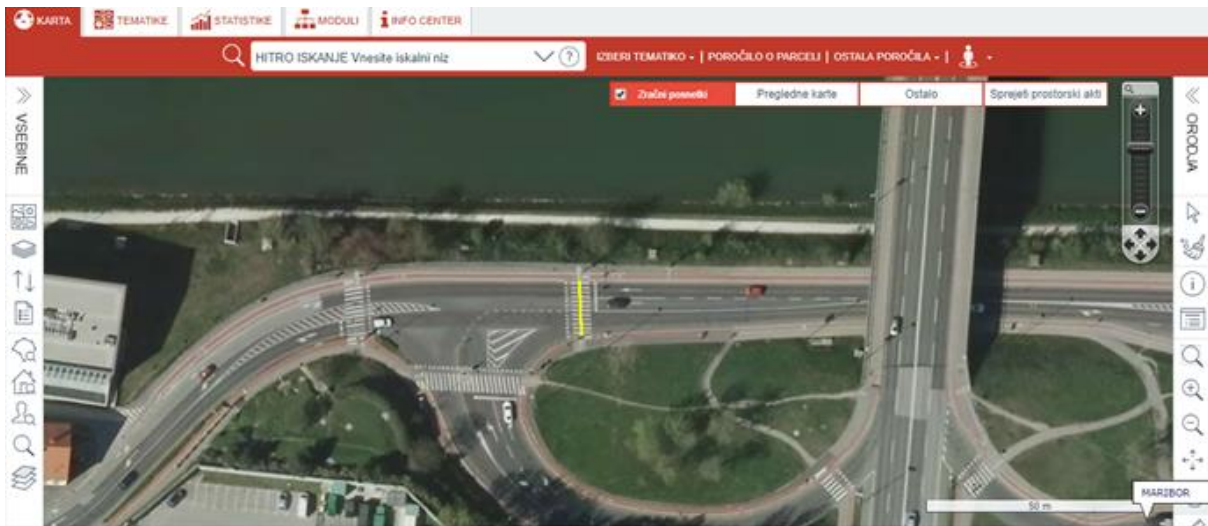 KARTA TEMATIKE STATISTIKE MODULI INFO CENTER
HITRO ISKANJE Vnesite iskalni niz ? IZBERI TEMATIKO - | POROČILO O PARCELI | OSTALA POROČILA - | -
Zračni posnetki Pregledne karte Ostalo Sprejeti prostorski akti
VSEBINE
ORODJA
MARIBOR
50 m